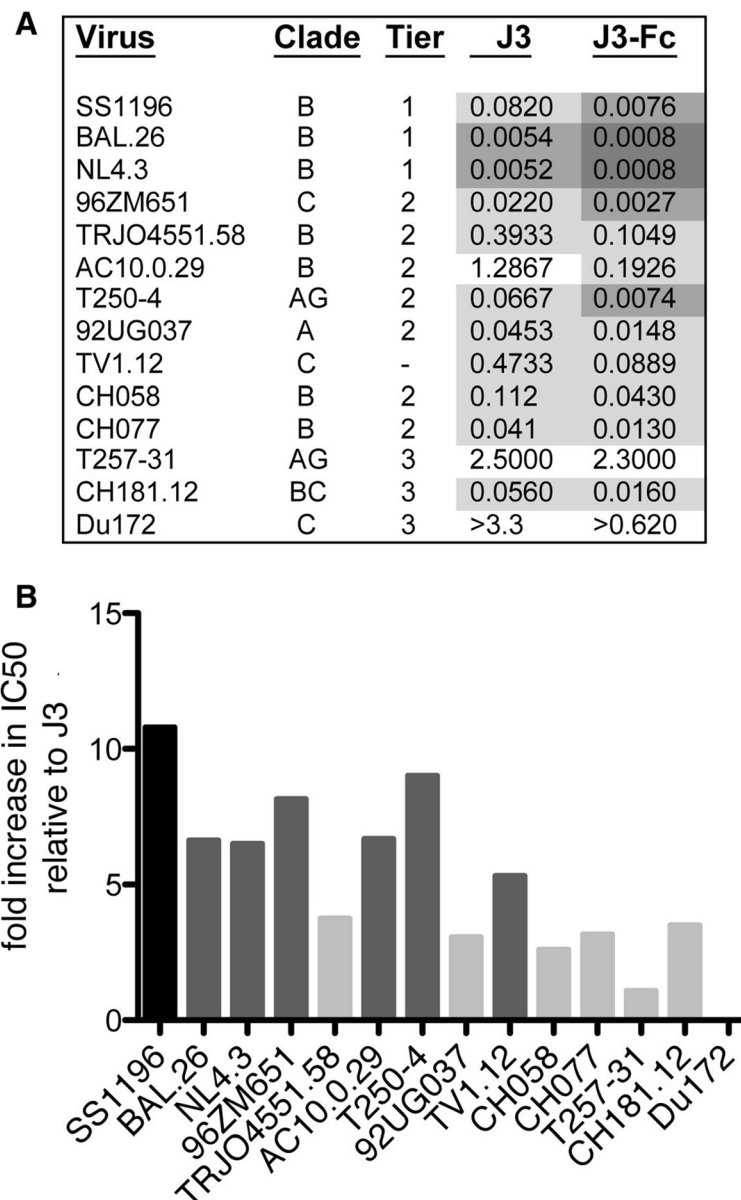 A
Virus Clade Tier J3 J3-Fc
SS1196 B 1 0.0820 0.0076
BAL.26 B 1 0.0054 0.0008
NL4.3 B 1 0.0052 0.0008
96ZM651 C 2 0.0220 0.0027
TRJO4551.58 B 2 0.3933 0.1049
AC10.0.29 B 2 1.2867 0.1926
T250-4 AG 2 0.0667 0.0074
92UG037 A 2 0.0453 0.0148
TV1.12 C - 0.4733 0.0889
CH058 B 2 0.112 0.0430
CH077 B 2 0.041 0.0130
T257-31 AG 3 2.5000 2.3000
CH181.12 BC 3 0.0560 0.0160
Du172 C 3 >3.3 >0.620
B
fold increase in IC50
relative to J3
15
10
5
0
SS1196
BAL.26
NL4.3
96ZM651
TRJO4551.58
AC10.0.29
T250-4
92UG037
TV1.12
CH058
CH077
T257-31
CH181.12
Du172